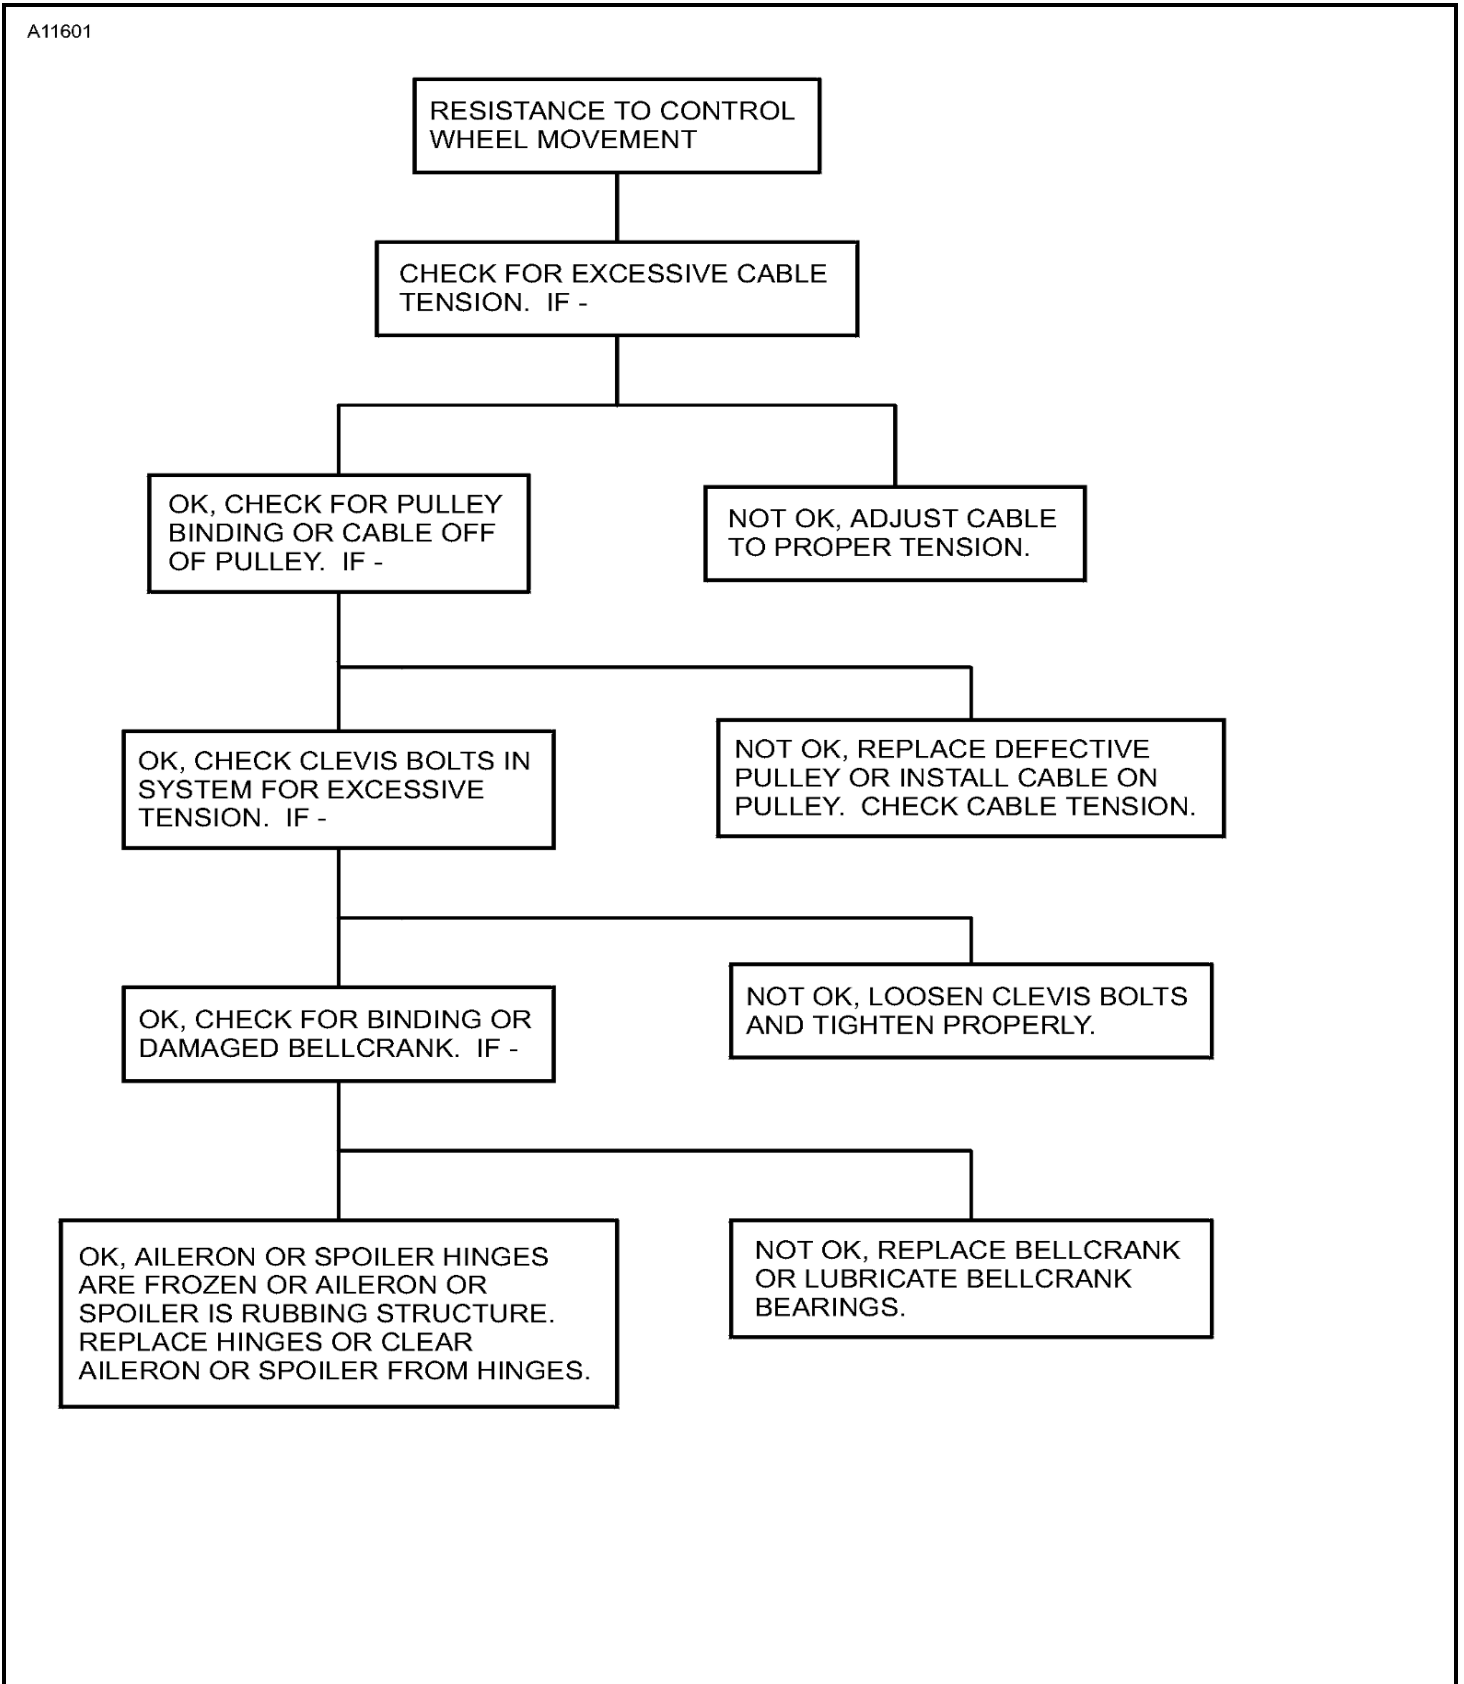 A11601
RESISTANCE TO CONTROL
WHEEL MOVEMENT
CHECK FOR EXCESSIVE CABLE
TENSION.  IF -
OK, CHECK FOR PULLEY
BINDING OR CABLE OFF
OF PULLEY.  IF -
NOT OK, ADJUST CABLE
TO PROPER TENSION.
OK, CHECK CLEVIS BOLTS IN
SYSTEM FOR EXCESSIVE
TENSION.  IF -
NOT OK, REPLACE DEFECTIVE
PULLEY OR INSTALL CABLE ON
PULLEY.  CHECK CABLE TENSION.
OK, CHECK FOR BINDING OR
DAMAGED BELLCRANK.  IF -
NOT OK, LOOSEN CLEVIS BOLTS
AND TIGHTEN PROPERLY.
OK, AILERON OR SPOILER HINGES
ARE FROZEN OR AILERON OR
SPOILER IS RUBBING STRUCTURE.
REPLACE HINGES OR CLEAR
AILERON OR SPOILER FROM HINGES.
NOT OK, REPLACE BELLCRANK
OR LUBRICATE BELLCRANK
BEARINGS.